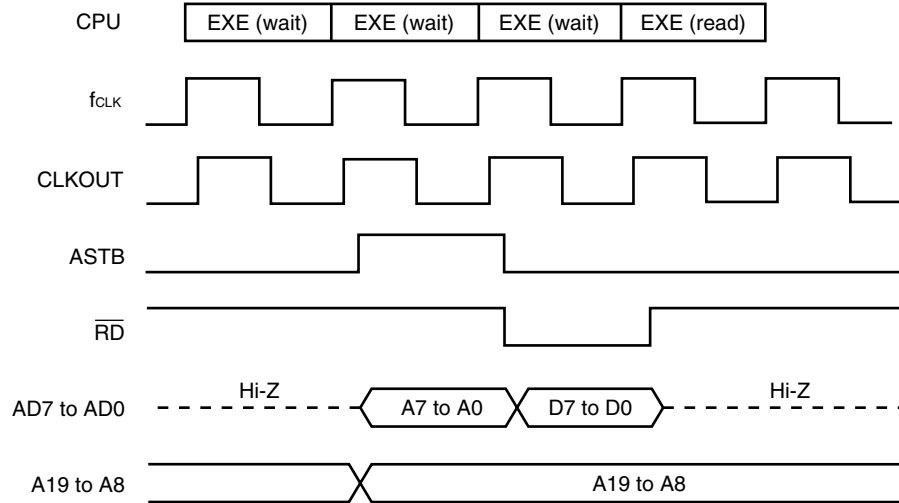 CPU EXE (wait) EXE (wait) EXE (wait) EXE (read)
fCLK
CLKOUT
ASTB
RD
Hi-Z Hi-Z
AD7 to AD0 A7 to A0 D7 to D0
A19 to A8 A19 to A8